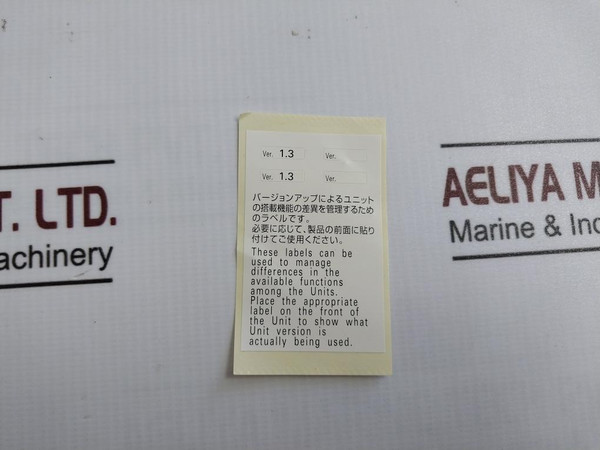 Ver. 1.3 Ver.
Ver. 1.3 Ver.
バージョンアップによるユニット
の搭載機能の差異を管理するため
のラベルです。
必要に応じて、製品の前面に貼り
付けてご使用ください。
These labels can be
used to manage
differences in the
available functions
among the Units.
Place the appropriate
label on the front of
the Unit to show what
Unit version is
actually being used.
T. LTD.
achinery
AELIYA M
Marine & Ind